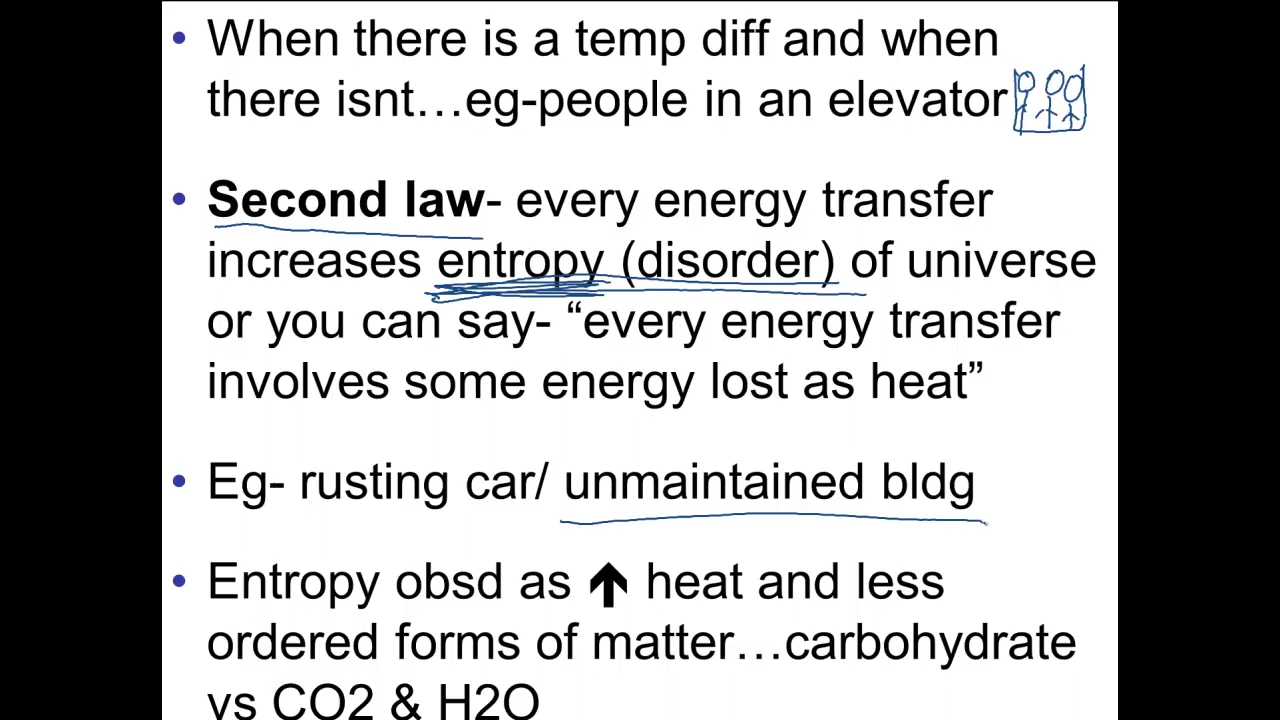 • When there is a temp diff and when
there isnt…eg-people in an elevator
• Second law- every energy transfer
increases entropy (disorder) of universe
or you can say- “every energy transfer
involves some energy lost as heat”
• Eg- rusting car/ unmaintained bldg
• Entropy obsd as ↑ heat and less
ordered forms of matter…carbohydrate
vs CO2 & H2O